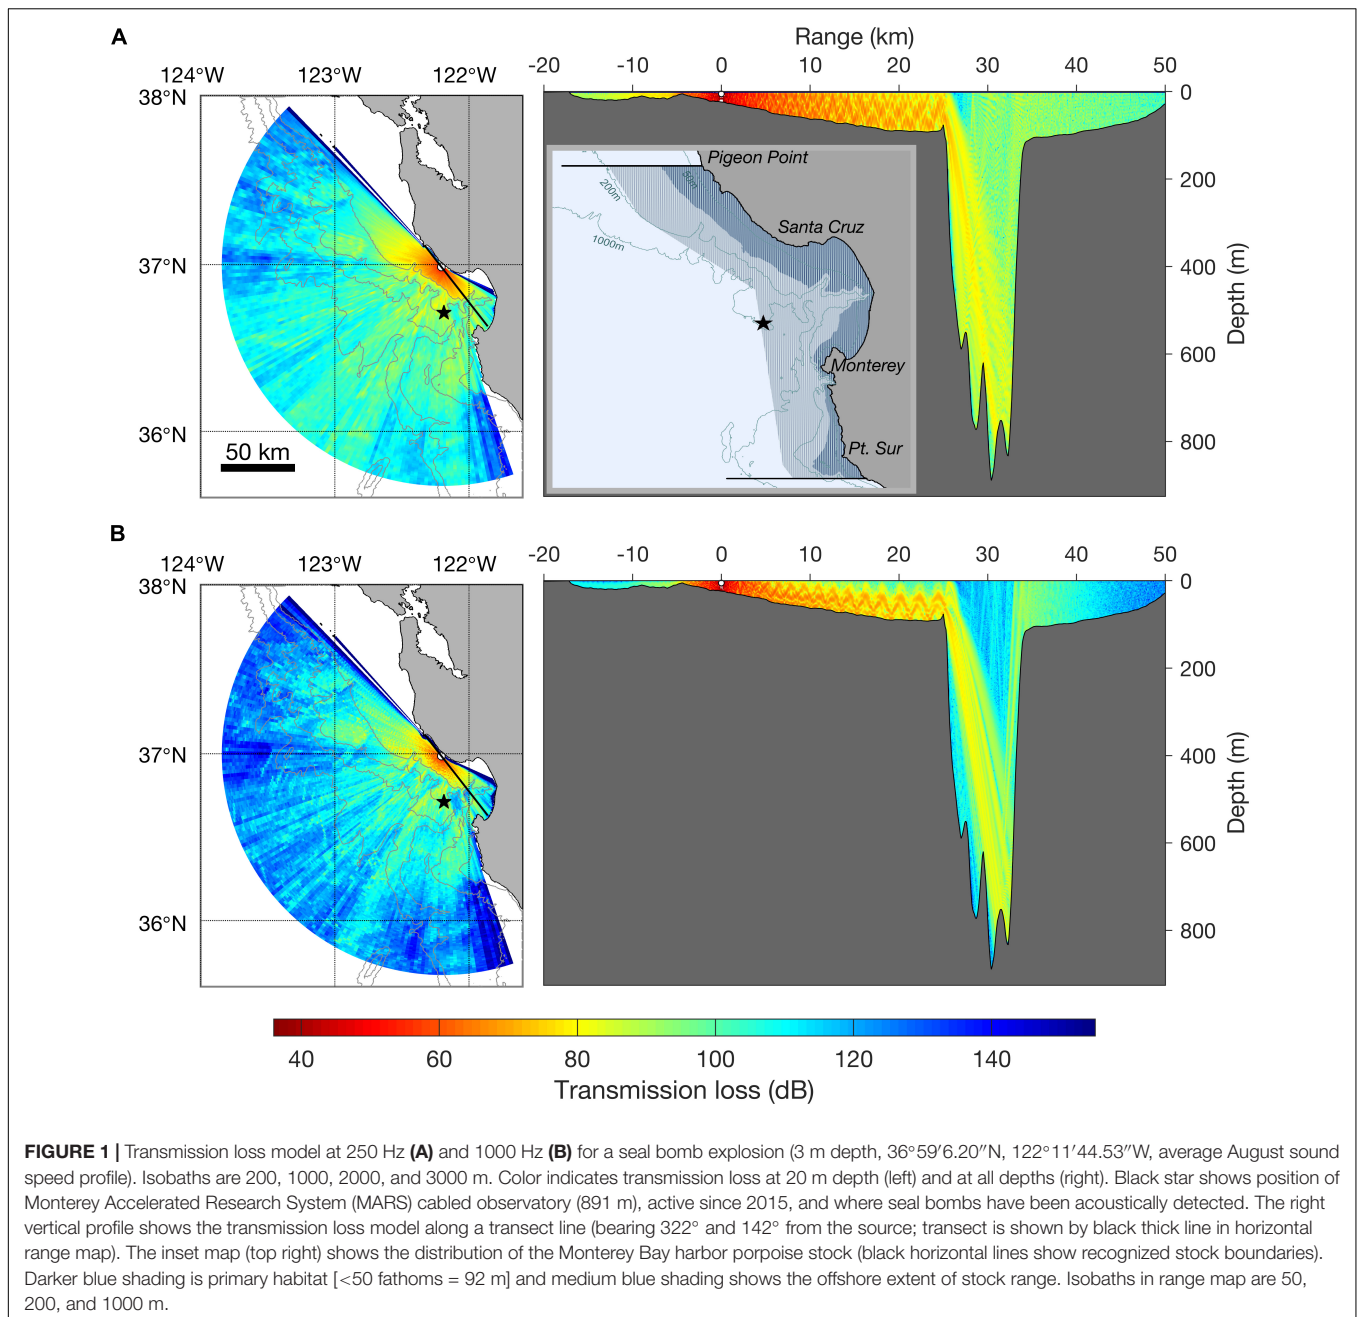 A
Range (km)
124°W 123°W 122°W
-20 -10 0 10 20 30 40 50
38°N
37°N
36°N
50 km
Pigeon Point
50m
200m
Santa Cruz
1000m
Monterey
Pt. Sur
0
200
400
600
800
Depth (m)
B
124°W 123°W 122°W
-20 -10 0 10 20 30 40 50
38°N
37°N
36°N
0
200
400
600
800
Depth (m)
40 60 80 100 120 140
Transmission loss (dB)
FIGURE 1 | Transmission loss model at 250 Hz (A) and 1000 Hz (B) for a seal bomb explosion (3 m depth, 36°59′6.20″N, 122°11′44.53″W, average August sound
speed profile). Isobaths are 200, 1000, 2000, and 3000 m. Color indicates transmission loss at 20 m depth (left) and at all depths (right). Black star shows position of
Monterey Accelerated Research System (MARS) cabled observatory (891 m), active since 2015, and where seal bombs have been acoustically detected. The right
vertical profile shows the transmission loss model along a transect line (bearing 322° and 142° from the source; transect is shown by black thick line in horizontal
range map). The inset map (top right) shows the distribution of the Monterey Bay harbor porpoise stock (black horizontal lines show recognized stock boundaries).
Darker blue shading is primary habitat [<50 fathoms = 92 m] and medium blue shading shows the offshore extent of stock range. Isobaths in range map are 50,
200, and 1000 m.